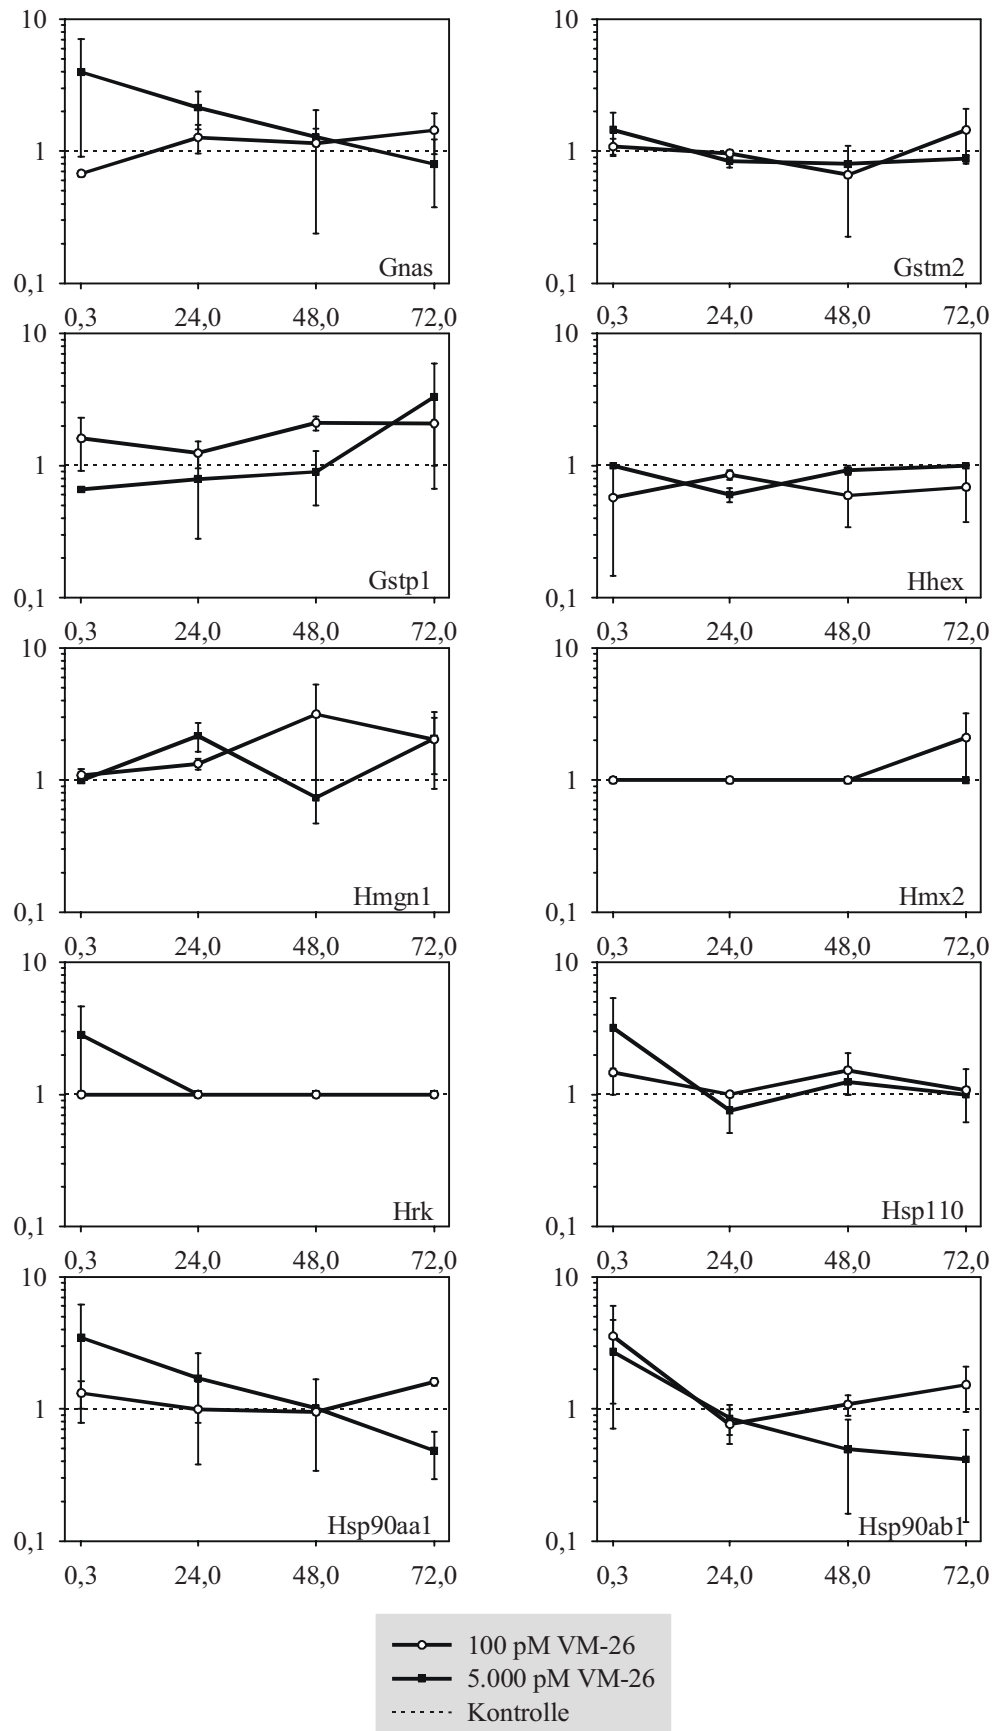 10 10
1 1
0,1 0,1
Gnas Gstm2
0,3 24,0 48,0 72,0 0,3 24,0 48,0 72,0
10 10
1 1
Gstp1 Hhex
0,1 0,1
0,3 24,0 48,0 72,0 0,3 24,0 48,0 72,0
10 10
1 1
Hmgn1 Hmx2
0,1 0,1
0,3 24,0 48,0 72,0 0,3 24,0 48,0 72,0
10 10
1 1
Hrk Hsp110
0,1 0,1
0,3 24,0 48,0 72,0 0,3 24,0 48,0 72,0
10 10
1 1
Hsp90aa1 Hsp90ab1
0,1 0,1
0,3 24,0 48,0 72,0 0,3 24,0 48,0 72,0
100 pM VM-26
5.000 pM VM-26
Kontrolle